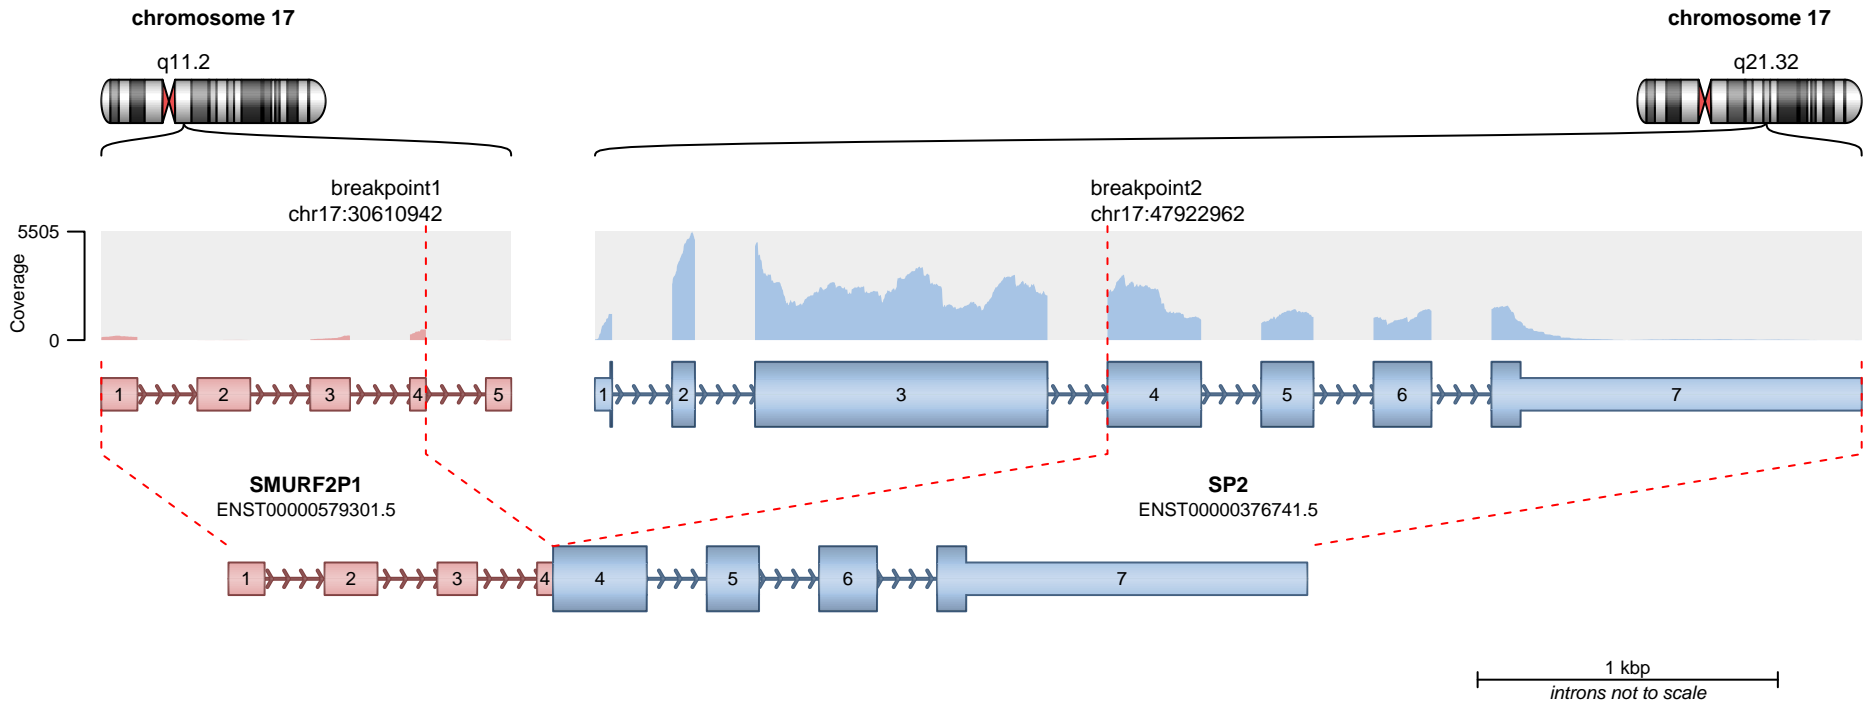 chromosome 17
chromosome 17
q11.2
q21.32
breakpoint1
chr17:30610942
breakpoint2
chr17:47922962
5505
Coverage
0
1 2 3 4 5
1 2 3 4 5 6 7
SMURF2P1
ENST00000579301.5
SP2
ENST00000376741.5
1 2 3 4 4 5 6 7
1 kbp
introns not to scale